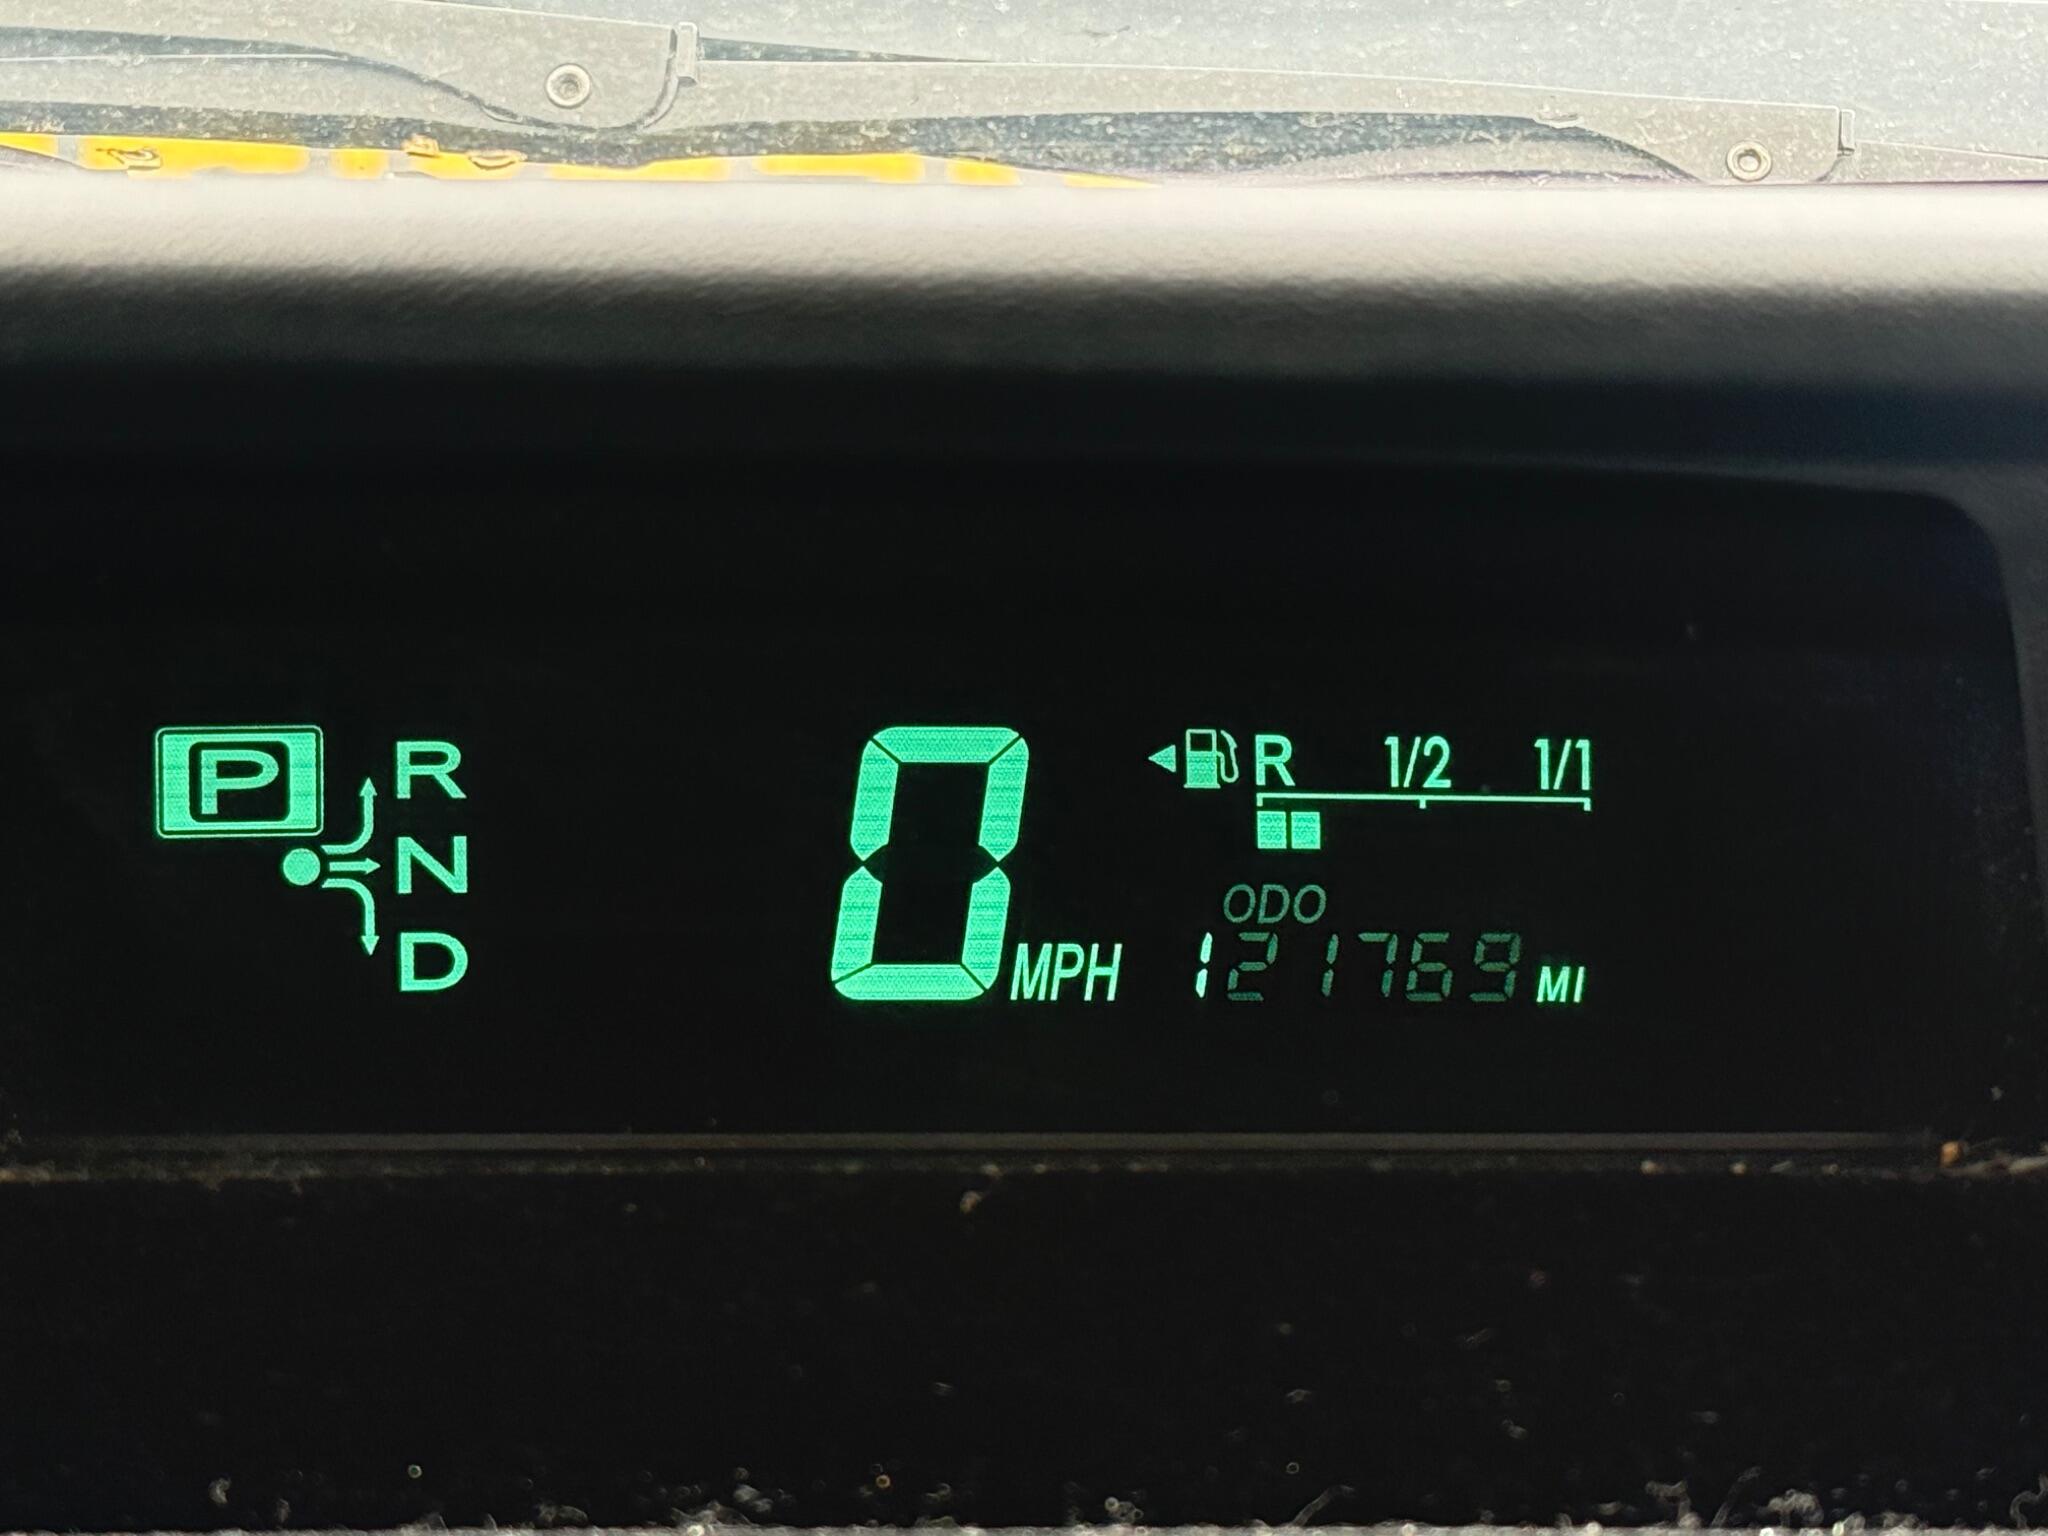 P
R
N
D
0 MPH
R 1/2 1/1
ODO
121769 MI